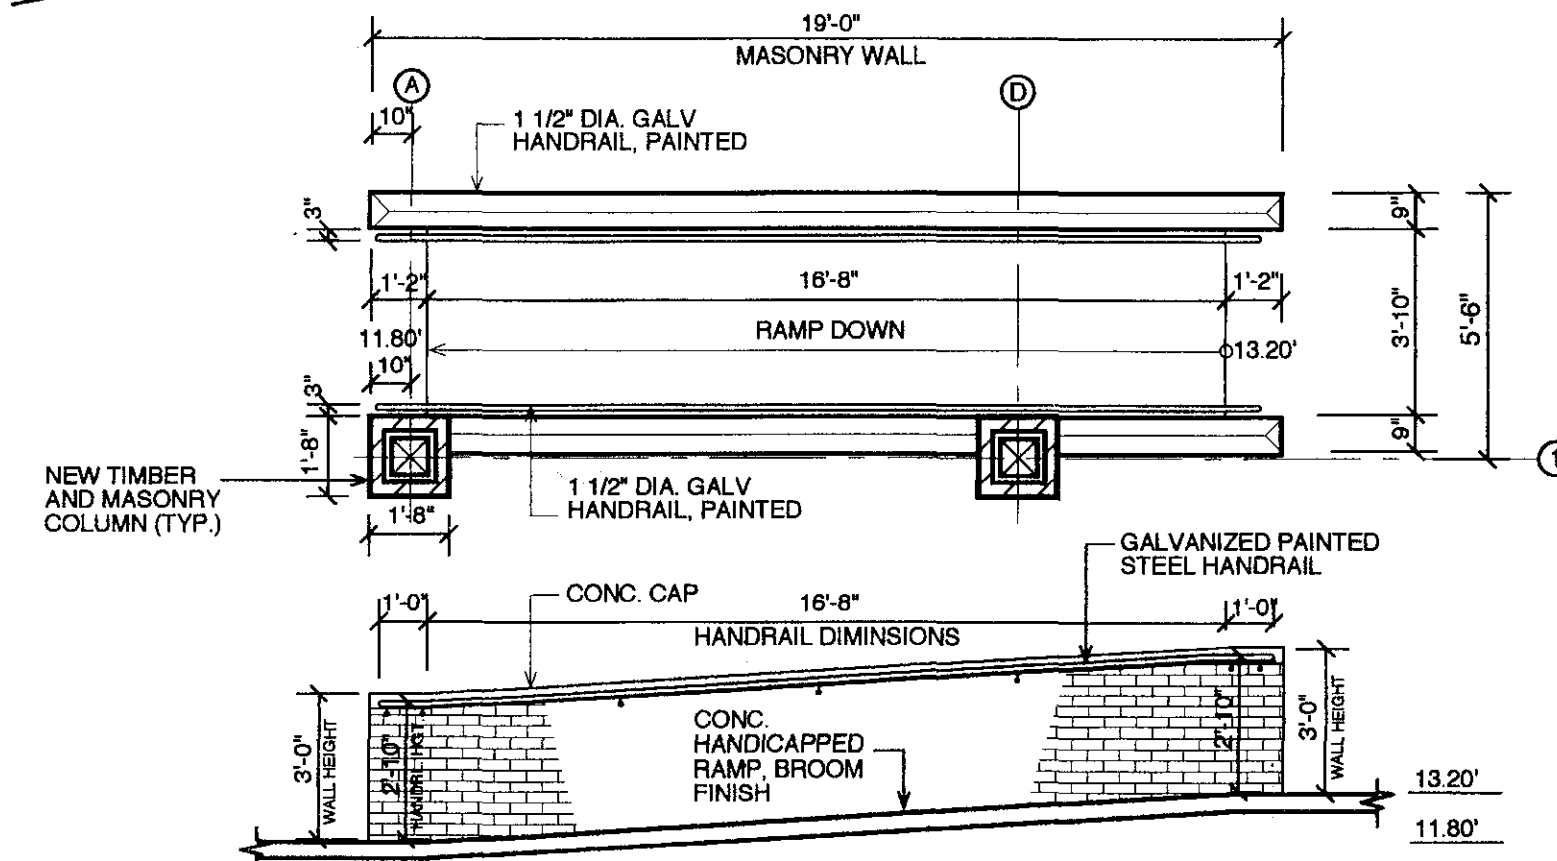 19'-0"
MASONRY WALL
A
D
10"
1 1/2" DIA. GALV
HANDRAIL, PAINTED
3"
9"
1'-2"
16'-8"
1'-2"
3'-10"
5'-6"
11.80'
RAMP DOWN
13.20'
10"
3"
1'-8"
9"
1
NEW TIMBER
AND MASONRY
COLUMN (TYP.)
1'-8"
1 1/2" DIA. GALV
HANDRAIL, PAINTED
GALVANIZED PAINTED
STEEL HANDRAIL
1'-0"
CONC. CAP
16'-8"
1'-0"
HANDRAIL DIMINSIONS
3'-0"
WALL HEIGHT
2'-10"
HANDRL. HGT
CONC.
HANDICAPPED
RAMP, BROOM
FINISH
2'-10"
3'-0"
WALL HEIGHT
13.20'
11.80'